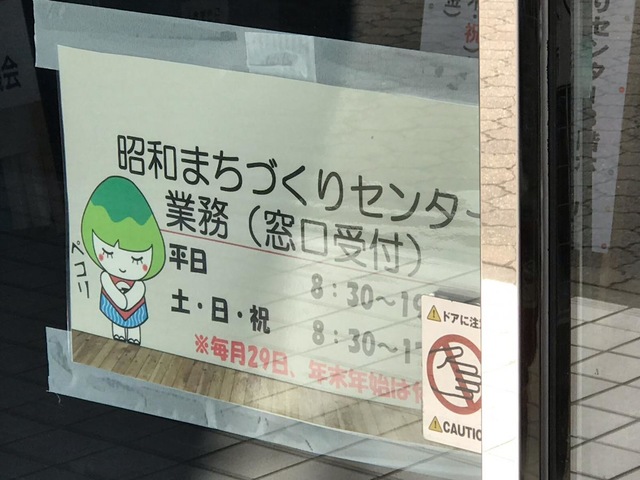 昭和まちづくりセンター
業務（窓口受付）
平日 8：30～19
土・日・祝 8：30～1
※毎月29日、年末年始は
ペコリ
ドアに注
CAUTIO